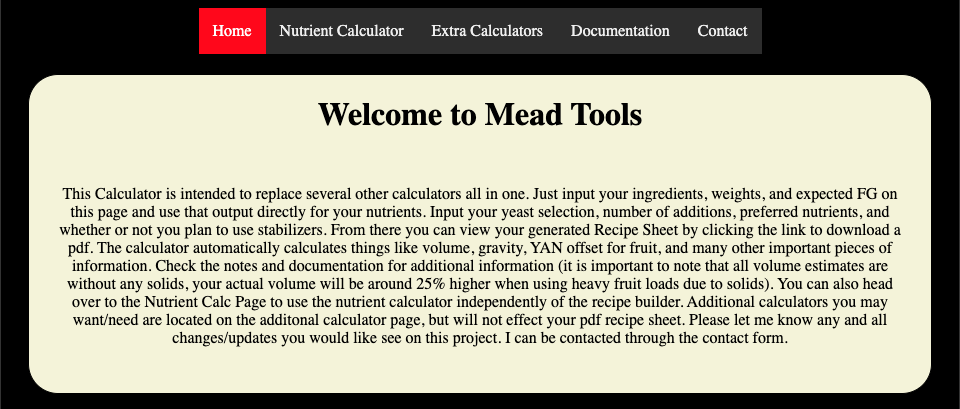 Home Nutrient Calculator Extra Calculators Documentation Contact
Welcome to Mead Tools
This Calculator is intended to replace several other calculators all in one. Just input your ingredients, weights, and expected FG on
this page and use that output directly for your nutrients. Input your yeast selection, number of additions, preferred nutrients, and
whether or not you plan to use stabilizers. From there you can view your generated Recipe Sheet by clicking the link to download a
pdf. The calculator automatically calculates things like volume, gravity, YAN offset for fruit, and many other important pieces of
information. Check the notes and documentation for additional information (it is important to note that all volume estimates are
without any solids, your actual volume will be around 25% higher when using heavy fruit loads due to solids). You can also head
over to the Nutrient Calc Page to use the nutrient calculator independently of the recipe builder. Additional calculators you may
want/need are located on the additonal calculator page, but will not effect your pdf recipe sheet. Please let me know any and all
changes/updates you would like see on this project. I can be contacted through the contact form.